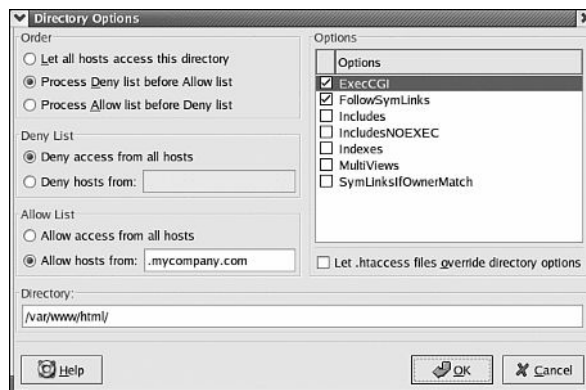 Directory Options
Order
Let all hosts access this directory
Process Deny list before Allow list
Process Allow list before Deny list
Deny List
Deny access from all hosts
Deny hosts from:
Allow List
Allow access from all hosts
Allow hosts from: .mycompany.com
Options
Options
ExecCGI
FollowSymLinks
Includes
IncludesNOEXEC
Indexes
MultiViews
SymLinksIfOwnerMatch
Let .htaccess files override directory options
Directory:
/var/www/html/
Help
OK
Cancel